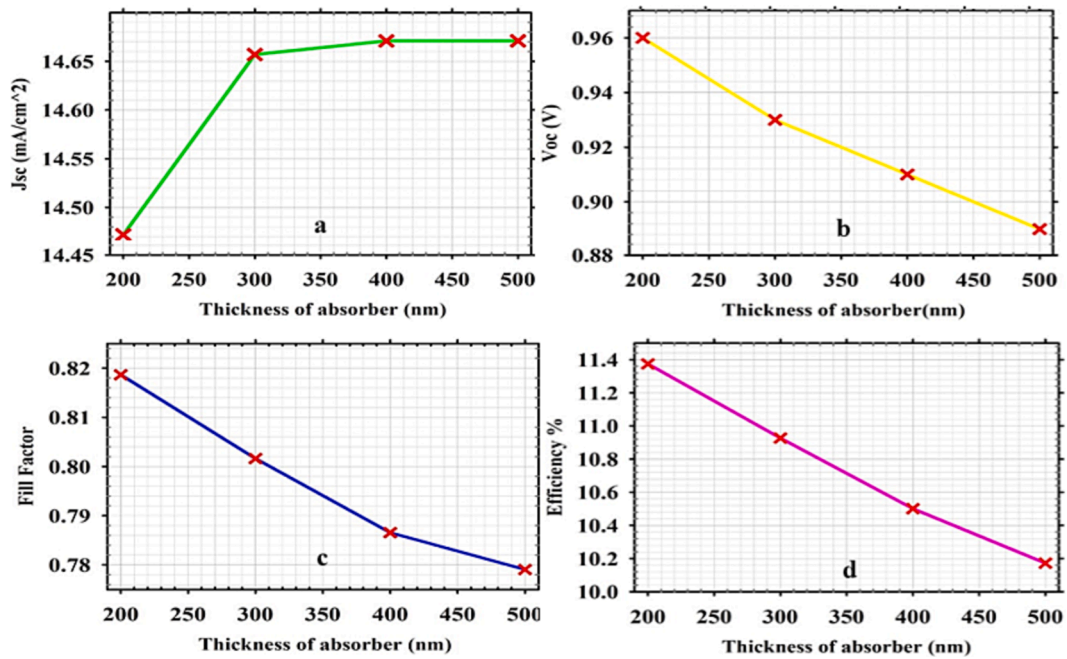 Jsc (mA/cm^2)
14.65
14.60
14.55
14.50
14.45
a
200 250 300 350 400 450 500
Thickness of absorber (nm)
Voc (V)
0.96
0.94
0.92
0.90
0.88
b
200 250 300 350 400 450 500
Thickness of absorber(nm)
Fill Factor
0.82
0.81
0.80
0.79
0.78
c
200 250 300 350 400 450 500
Thickness of absorber (nm)
Efficiency %
11.4
11.2
11.0
10.8
10.6
10.4
10.2
10.0
d
200 250 300 350 400 450 500
Thickness of absorber (nm)